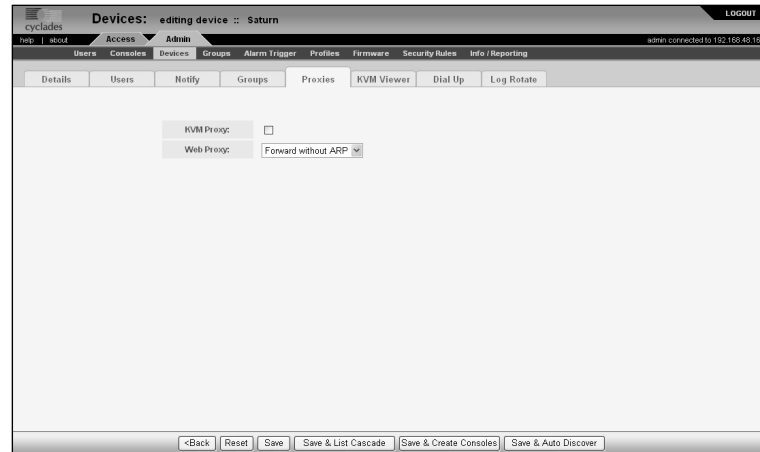 cyclades
Devices: editing device :: Saturn
LOGOUT
help | about
Access
Admin
admin connected to 192.168.48.16
Users Consoles Devices Groups Alarm Trigger Profiles Firmware Security Rules Info / Reporting
Details Users Notify Groups Proxies KVM Viewer Dial Up Log Rotate
KVM Proxy:
Web Proxy: Forward without ARP
<Back Reset Save Save & List Cascade Save & Create Consoles Save & Auto Discover